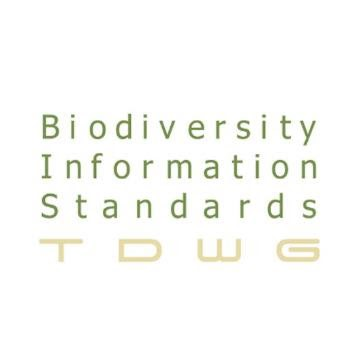 Biodiversity
Information
Standards
TDWG